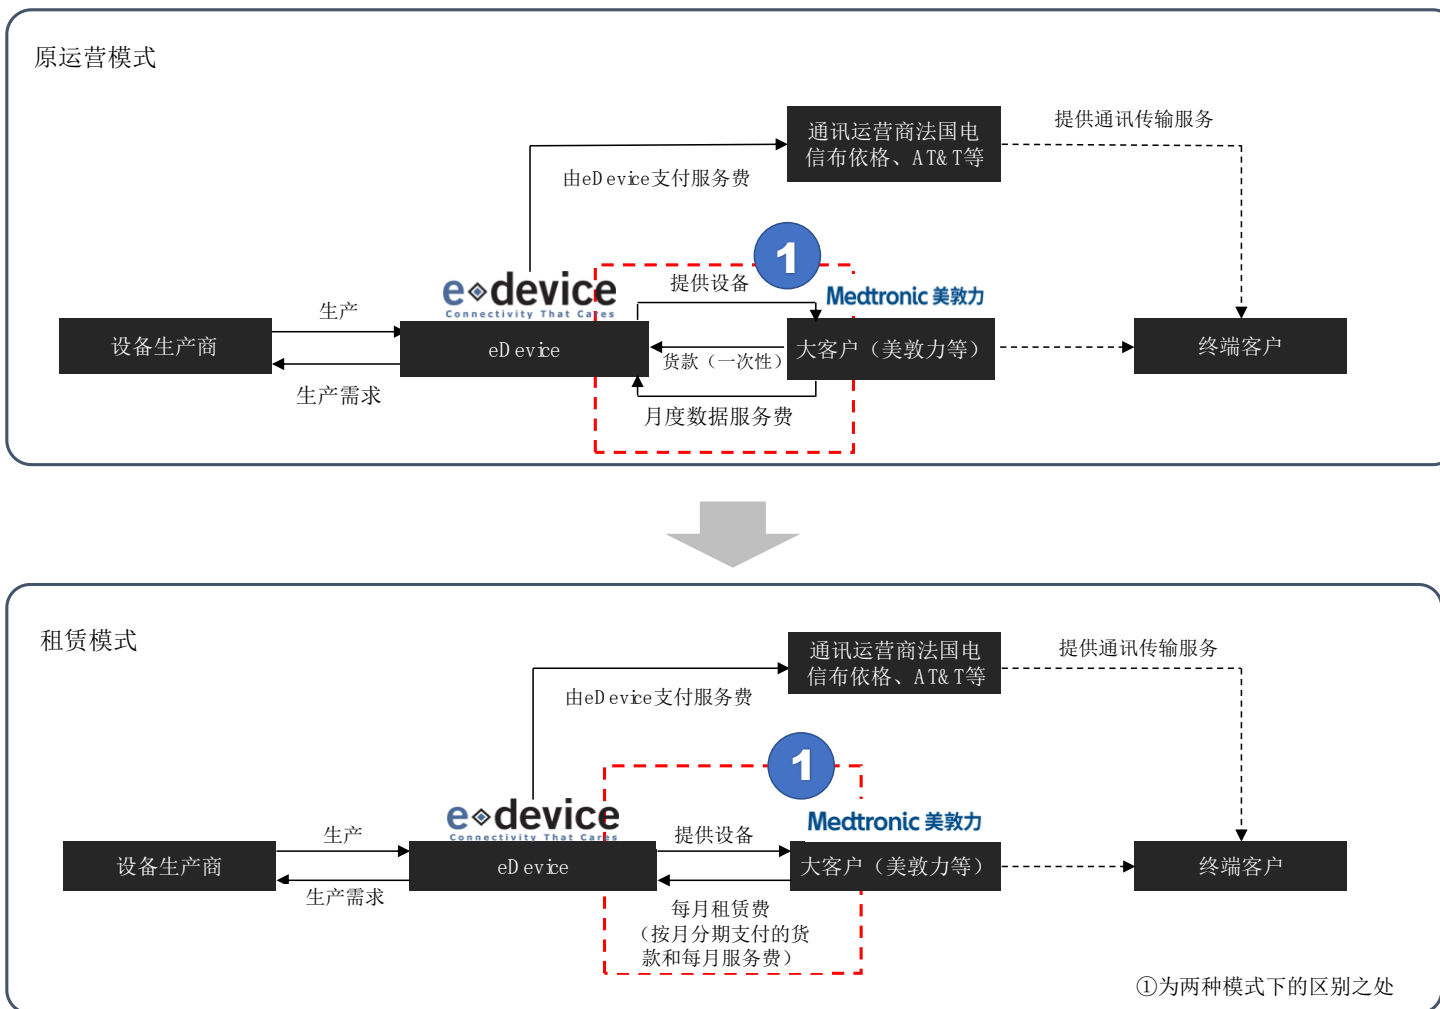 原运营模式
通讯运营商法国电
信布依格、AT&T等
提供通讯传输服务
由eDevice支付服务费
1
e device
Connectivity That Cares
提供设备
Medtronic 美敦力
生产
设备生产商
eDevice
货款（一次性）
大客户（美敦力等）
终端客户
生产需求
月度数据服务费
租赁模式
通讯运营商法国电
信布依格、AT&T等
提供通讯传输服务
由eDevice支付服务费
1
e device
Connectivity That Cares
Medtronic 美敦力
生产
提供设备
设备生产商
eDevice
大客户（美敦力等）
终端客户
生产需求
每月租赁费
（按月分期支付的货
款和每月服务费）
①为两种模式下的区别之处